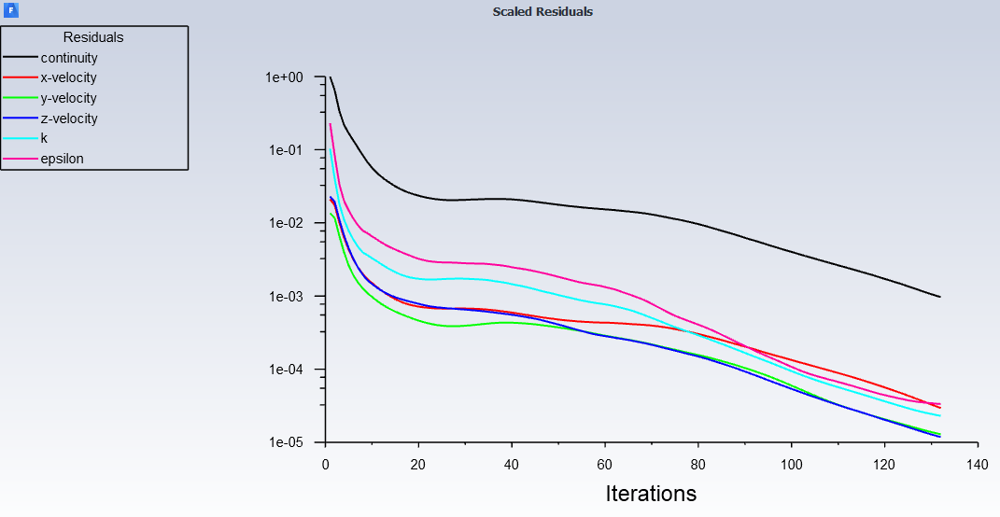 Scaled Residuals
Residuals
continuity
x-velocity
y-velocity
z-velocity
k
epsilon
1e+00
1e-01
1e-02
1e-03
1e-04
1e-05
0 20 40 60 80 100 120 140
Iterations